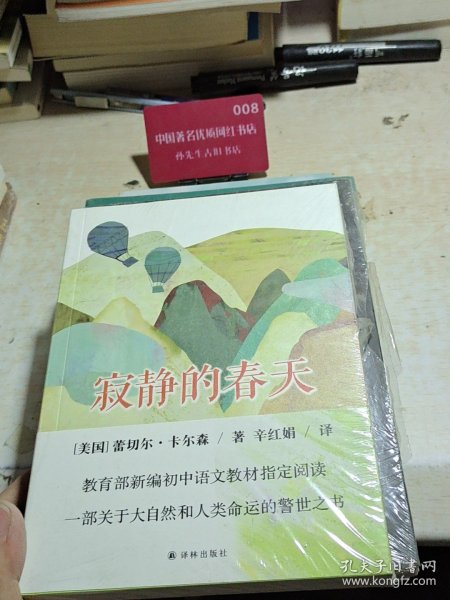 008
中国著名优质网红书店
孙先生古旧书店
寂静的春天
[美国] 蕾切尔·卡尔森 / 著 辛红娟 / 译
教育部新编初中语文教材指定阅读
一部关于大自然和人类命运的警世之书
译林出版社
孔夫子旧书网
www.kongfz.com